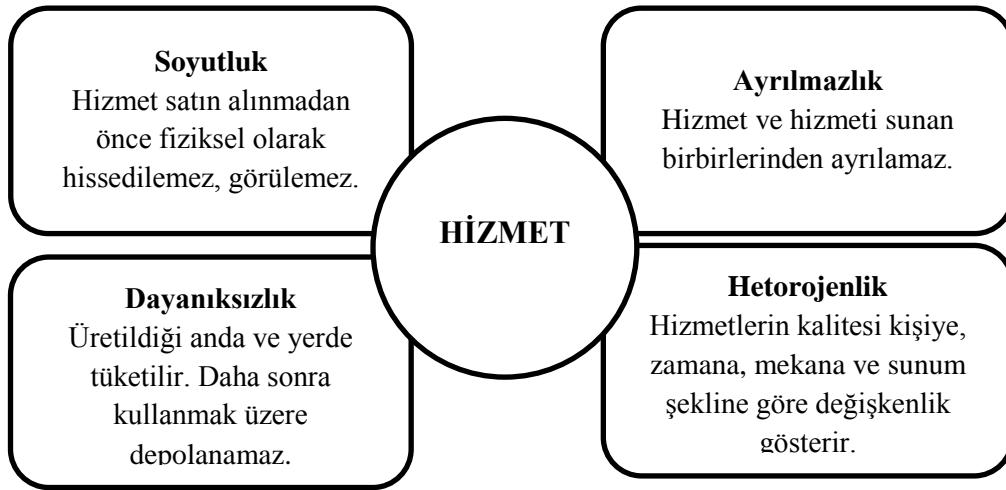 Soyutluk
Hizmet satın alınmadan
önce fiziksel olarak
hissedilemez, görülemez.
Ayrılmazlık
Hizmet ve hizmeti sunan
birbirlerinden ayrılamaz.
HİZMET
Dayanıksızlık
Üretildiği anda ve yerde
tüketilir. Daha sonra
kullanmak üzere
depolanamaz.
Hetorojenlik
Hizmetlerin kalitesi kişiye,
zamana, mekana ve sunum
şekline göre değişkenlik
gösterir.